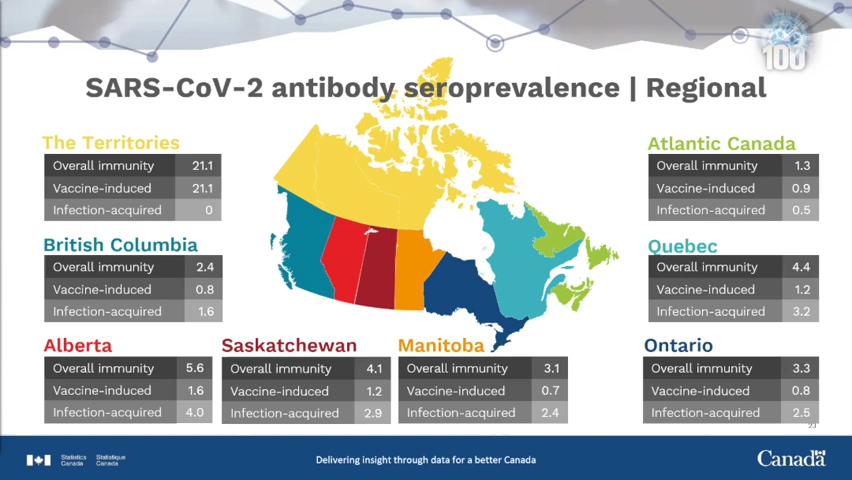 100
SARS-CoV-2 antibody seroprevalence | Regional
The Territories
Overall immunity 21.1
Vaccine-induced 21.1
Infection-acquired 0
British Columbia
Overall immunity 2.4
Vaccine-induced 0.8
Infection-acquired 1.6
Alberta
Overall immunity 5.6
Vaccine-induced 1.6
Infection-acquired 4.0
Saskatchewan
Overall immunity 4.1
Vaccine-induced 1.2
Infection-acquired 2.9
Manitoba
Overall immunity 3.1
Vaccine-induced 0.7
Infection-acquired 2.4
Atlantic Canada
Overall immunity 1.3
Vaccine-induced 0.9
Infection-acquired 0.5
Quebec
Overall immunity 4.4
Vaccine-induced 1.2
Infection-acquired 3.2
Ontario
Overall immunity 3.3
Vaccine-induced 0.8
Infection-acquired 2.5
Statistics Canada
Statistique Canada
Delivering insight through data for a better Canada
Canada